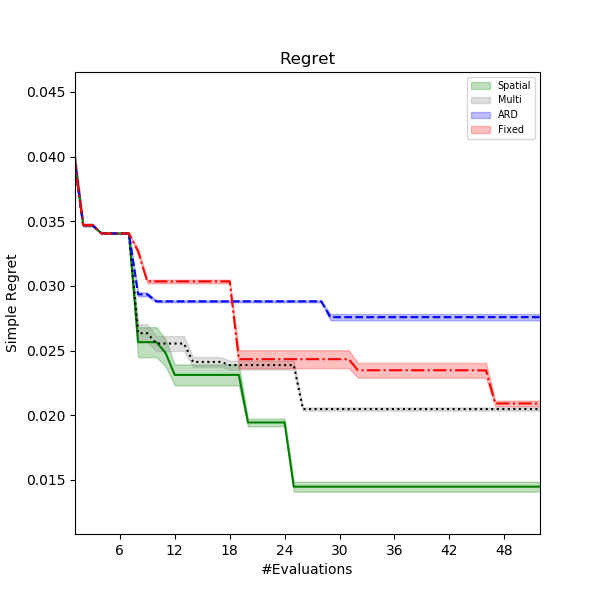 Regret
Spatial
Multi
ARD
Fixed
0.045
0.040
0.035
0.030
0.025
0.020
0.015
Simple Regret
6 12 18 24 30 36 42 48
#Evaluations